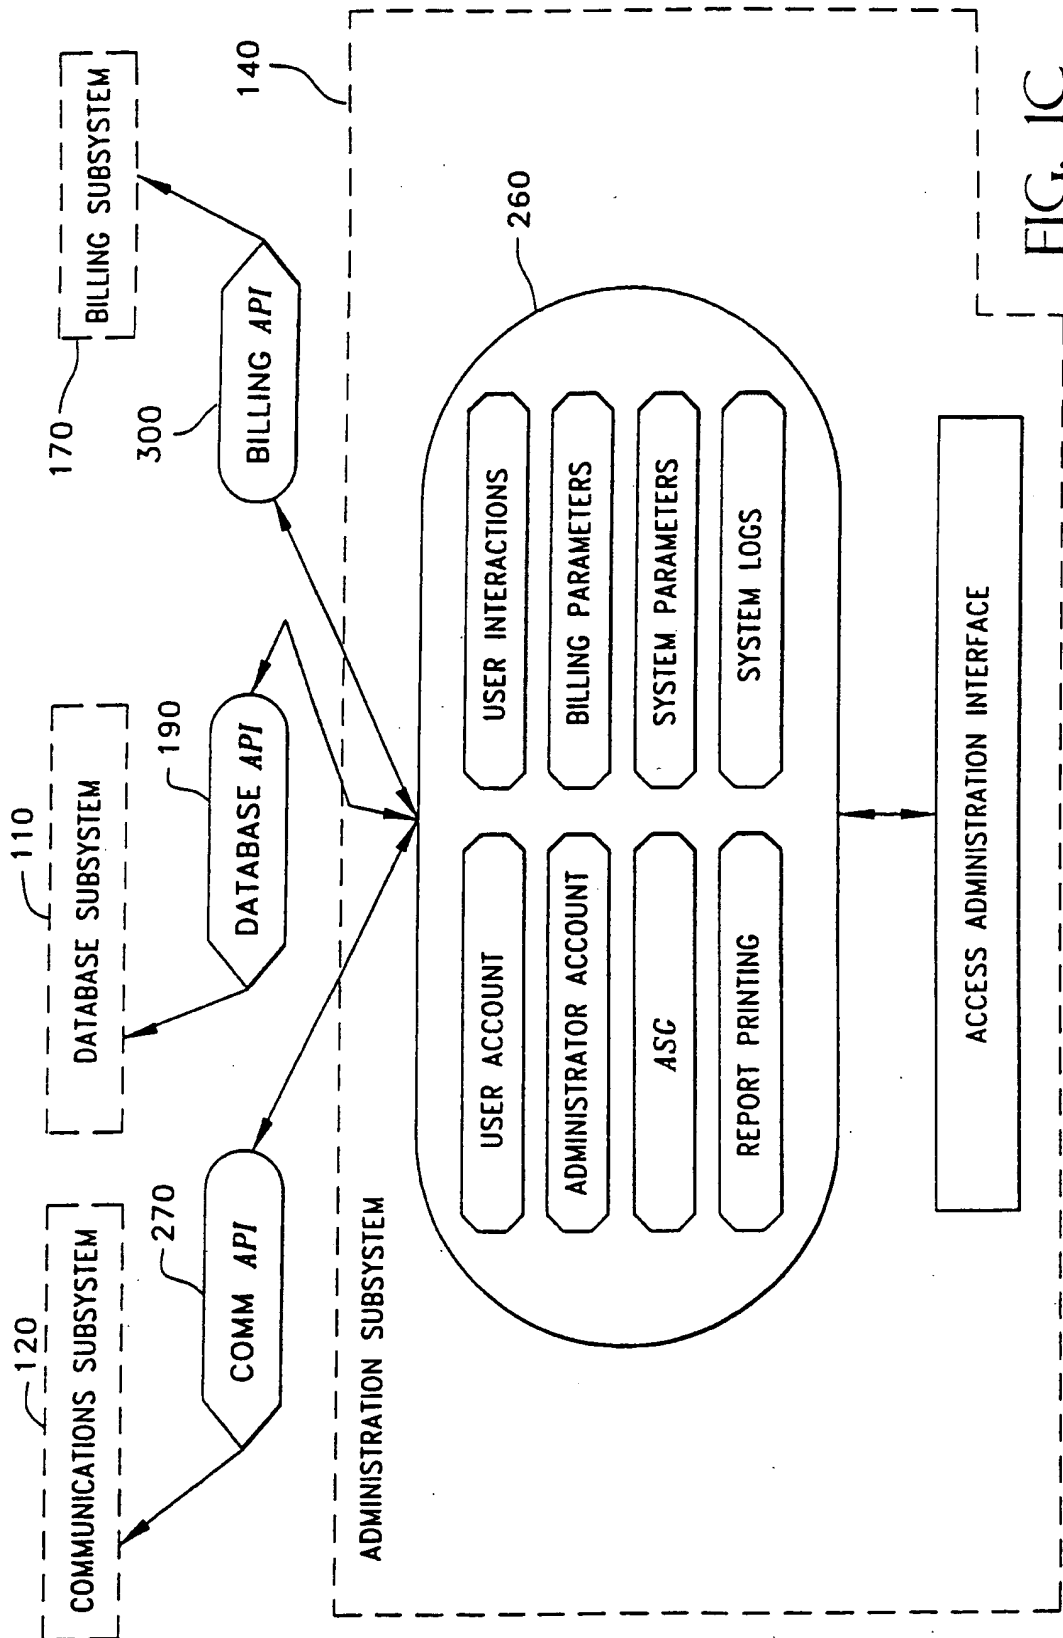 120
COMMUNICATIONS SUBSYSTEM
110
DATABASE SUBSYSTEM
170
BILLING SUBSYSTEM
270
COMM API
190
DATABASE API
300
BILLING API
140
ADMINISTRATION SUBSYSTEM
260
USER ACCOUNT
USER INTERACTIONS
ADMINISTRATOR ACCOUNT
BILLING PARAMETERS
ASG
SYSTEM PARAMETERS
REPORT PRINTING
SYSTEM LOGS
ACCESS ADMINISTRATION INTERFACE
FIG. 1C